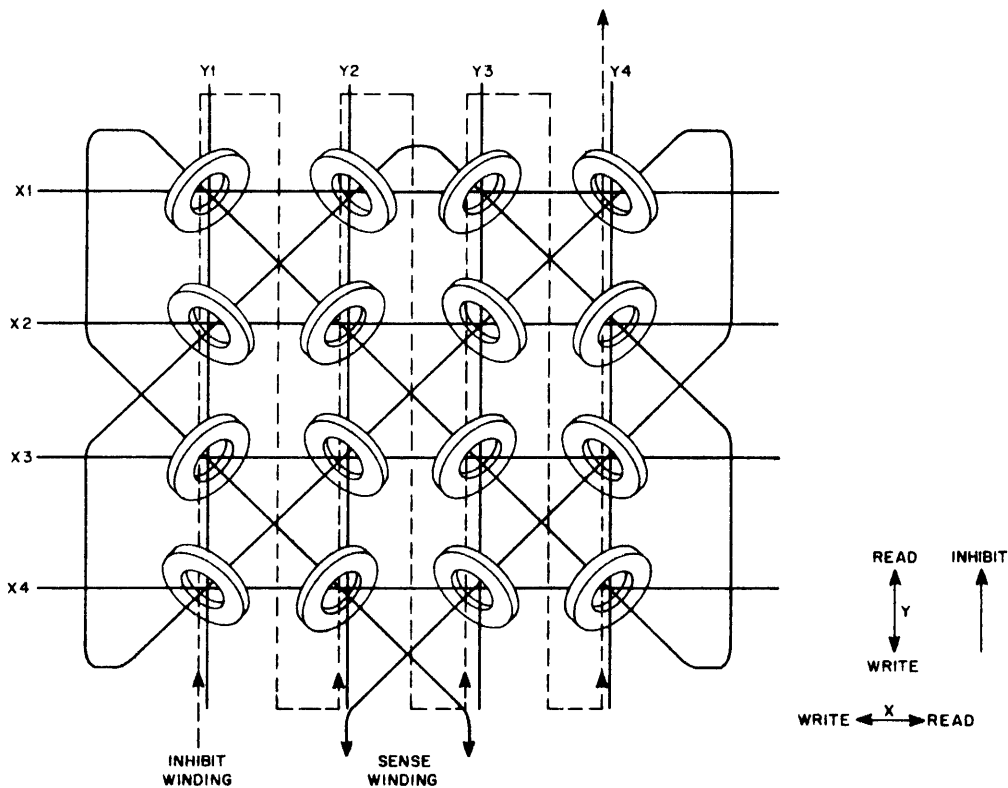 Y1 Y2 Y3 Y4
X1
X2
X3
X4
READ INHIBIT
Y
WRITE
WRITE X READ
INHIBIT
WINDING
SENSE
WINDING